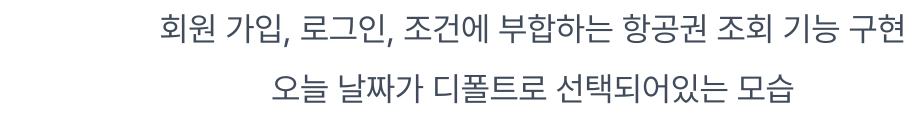 회원 가입, 로그인, 조건에 부합하는 항공권 조회 기능 구현
오늘 날짜가 디폴트로 선택되어있는 모습